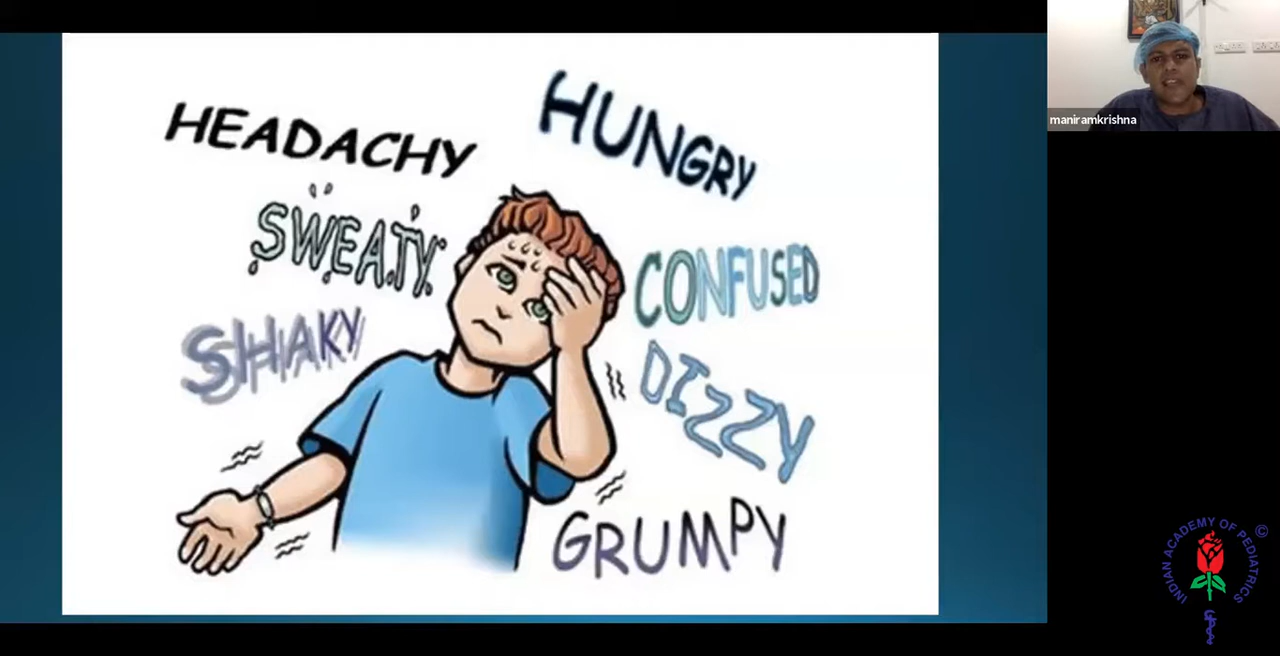 HEADACHY
HUNGRY
SWEATY
CONFUSED
SHAKY
DIZZY
GRUMPY
maniramkrishna
INDIAN ACADEMY OF PEDIATRICS ©